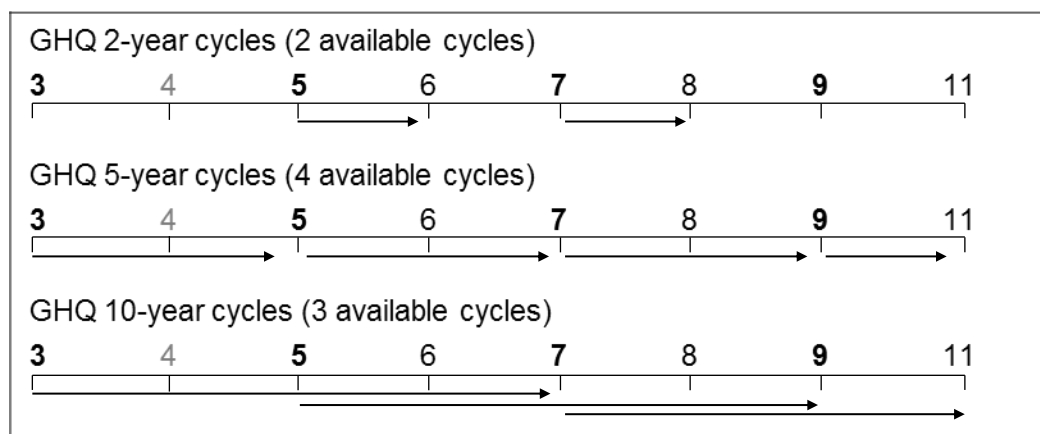 GHQ 2-year cycles (2 available cycles)
3 4 5 6 7 8 9 11
GHQ 5-year cycles (4 available cycles)
3 4 5 6 7 8 9 11
GHQ 10-year cycles (3 available cycles)
3 4 5 6 7 8 9 11